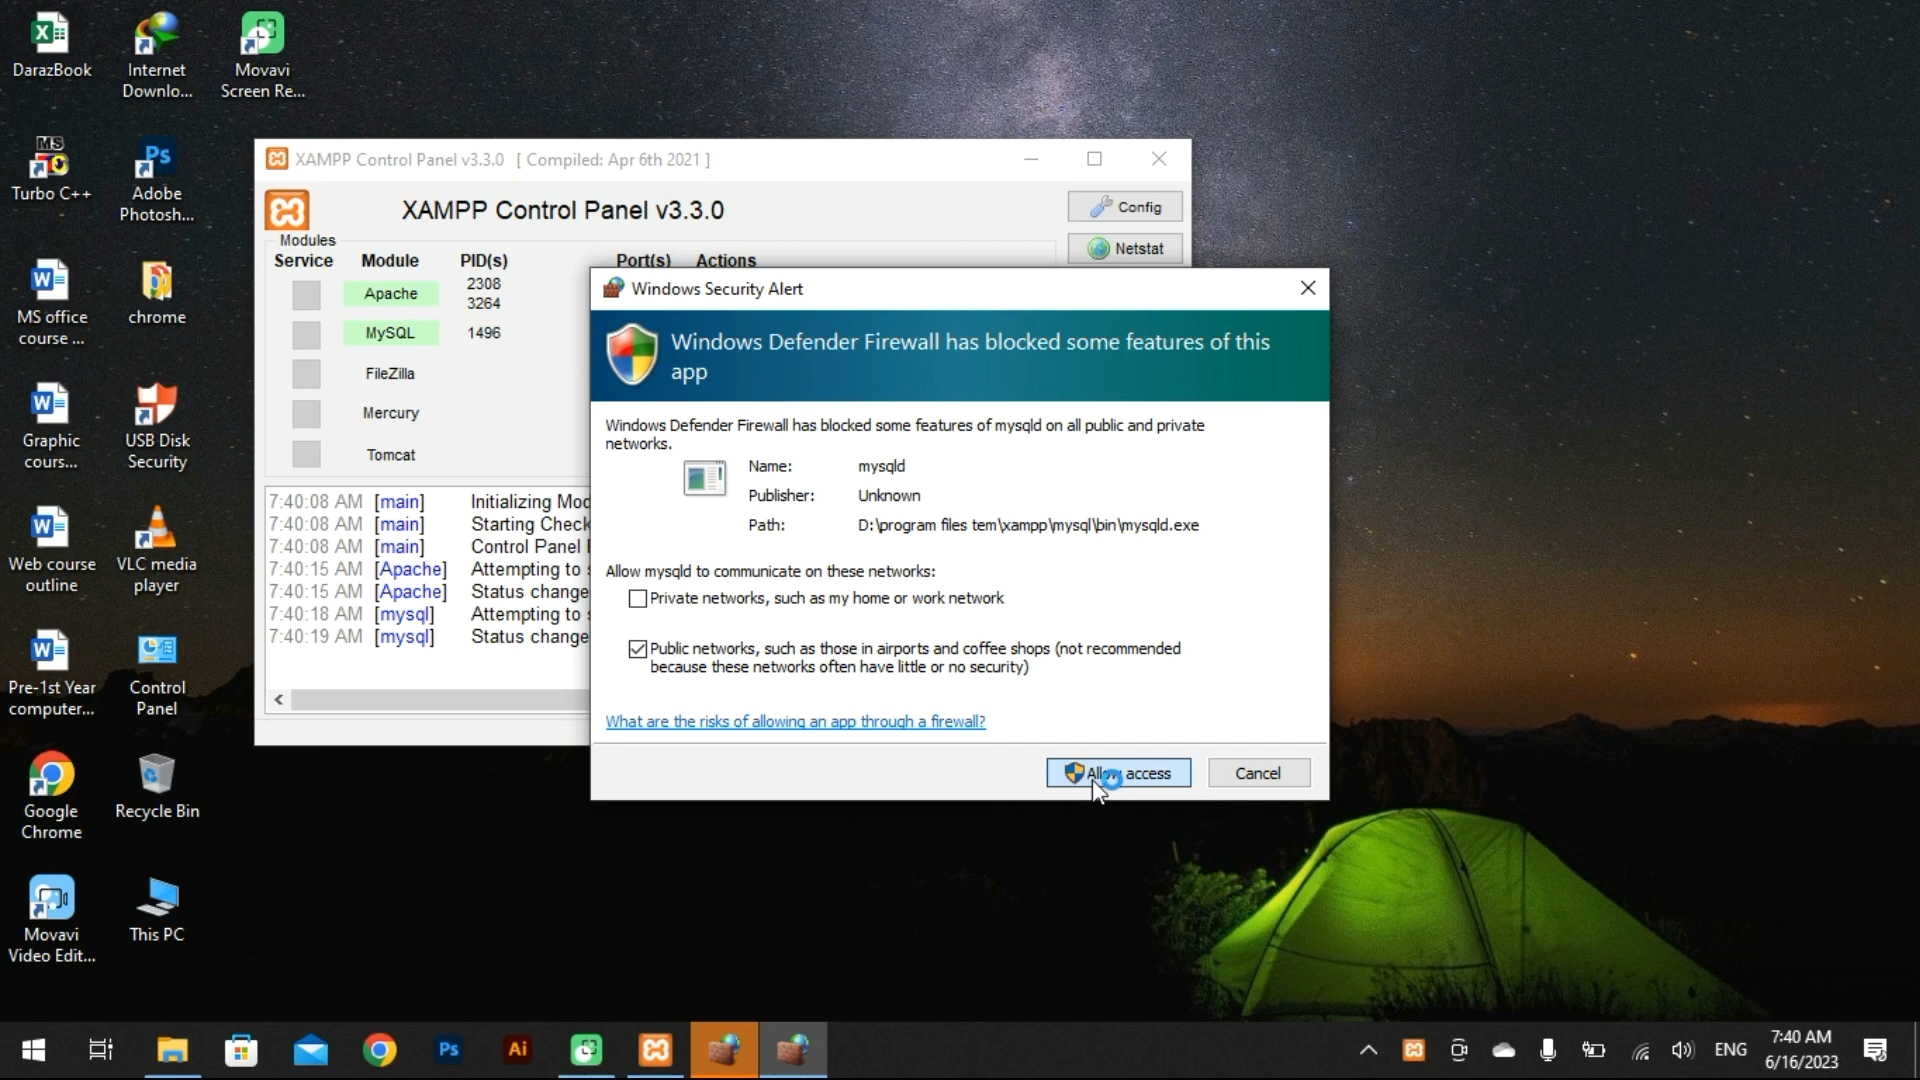 DarazBook
Internet
Downlo...
Movavi
Screen Re...
MS
Turbo C++
Ps
Adobe
Photosh...
MS office
course ...
chrome
Graphic
cours...
USB Disk
Security
Web course
outline
VLC media
player
Pre-1st Year
computer...
Control
Panel
Google
Chrome
Recycle Bin
Movavi
Video Edit...
This PC
XAMPP Control Panel v3.3.0 [ Compiled: Apr 6th 2021 ]
XAMPP Control Panel v3.3.0
Config
Netstat
Modules
Service Module PID(s) Port(s) Actions
Apache 2308
3264
MySQL 1496
FileZilla
Mercury
Tomcat
7:40:08 AM [main] Initializing Mod
7:40:08 AM [main] Starting Check
7:40:08 AM [main] Control Panel
7:40:15 AM [Apache] Attempting to
7:40:15 AM [Apache] Status change
7:40:18 AM [mysql] Attempting to
7:40:19 AM [mysql] Status change
Windows Security Alert
Windows Defender Firewall has blocked some features of this
app
Windows Defender Firewall has blocked some features of mysqld on all public and private
networks.
Name: mysqld
Publisher: Unknown
Path: D:\program files tem\xampp\mysql\bin\mysqld.exe
Allow mysqld to communicate on these networks:
Private networks, such as my home or work network
Public networks, such as those in airports and coffee shops (not recommended
because these networks often have little or no security)
What are the risks of allowing an app through a firewall?
Allow access
Cancel
Ps
Ai
ENG
7:40 AM
6/16/2023